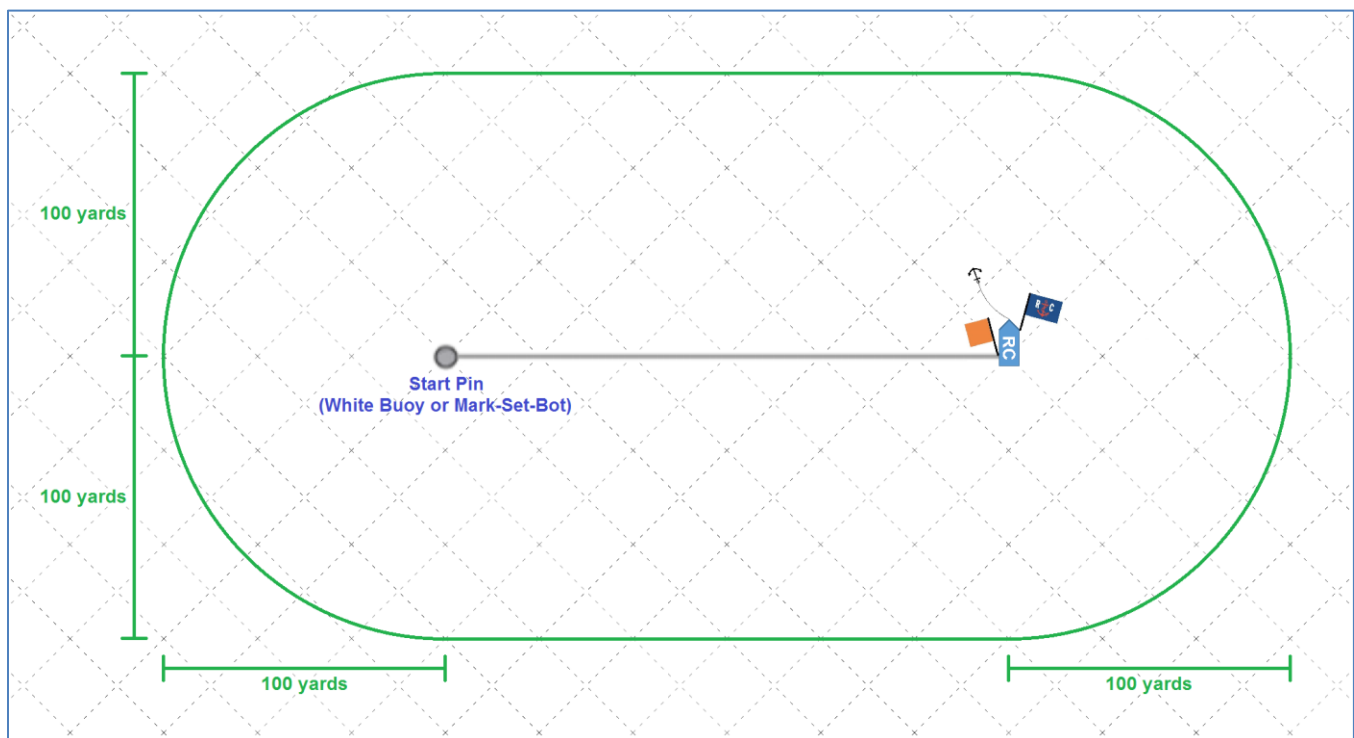 100 yards
R C
RC
Start Pin
(White Buoy or Mark-Set-Bot)
100 yards
100 yards
100 yards